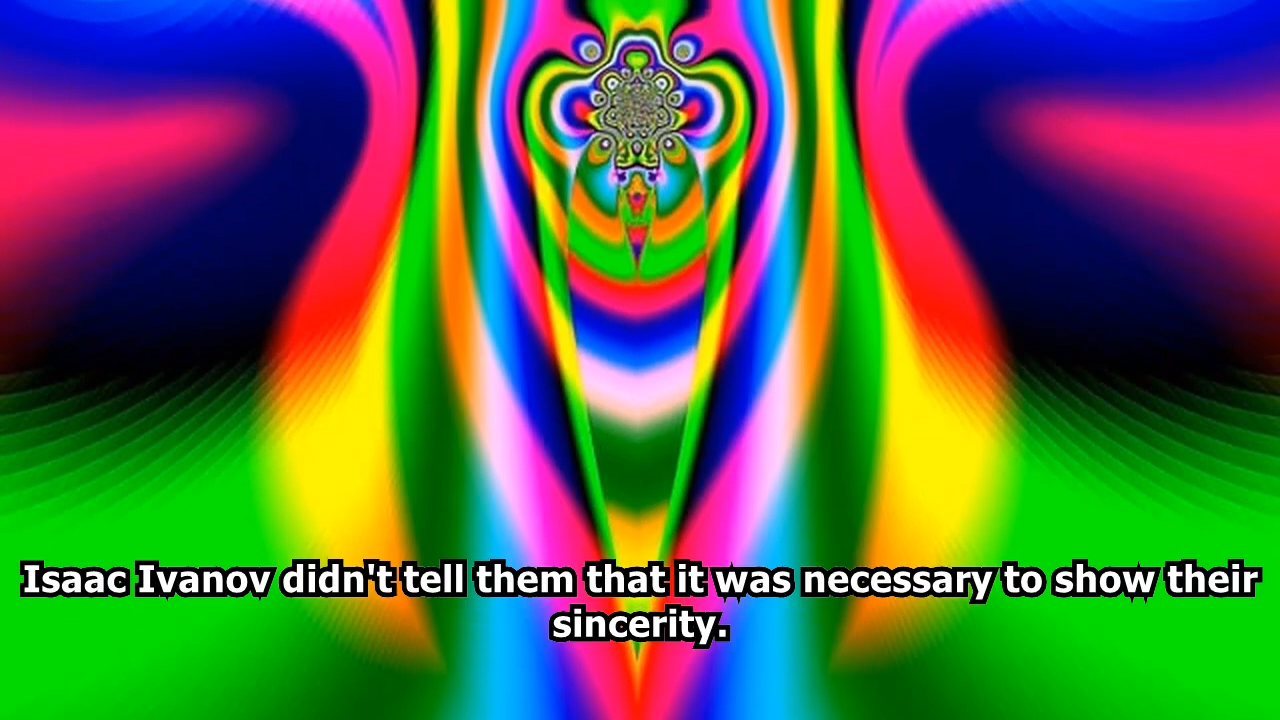 Isaac Ivanov didn't tell them that it was necessary to show their
sincerity.